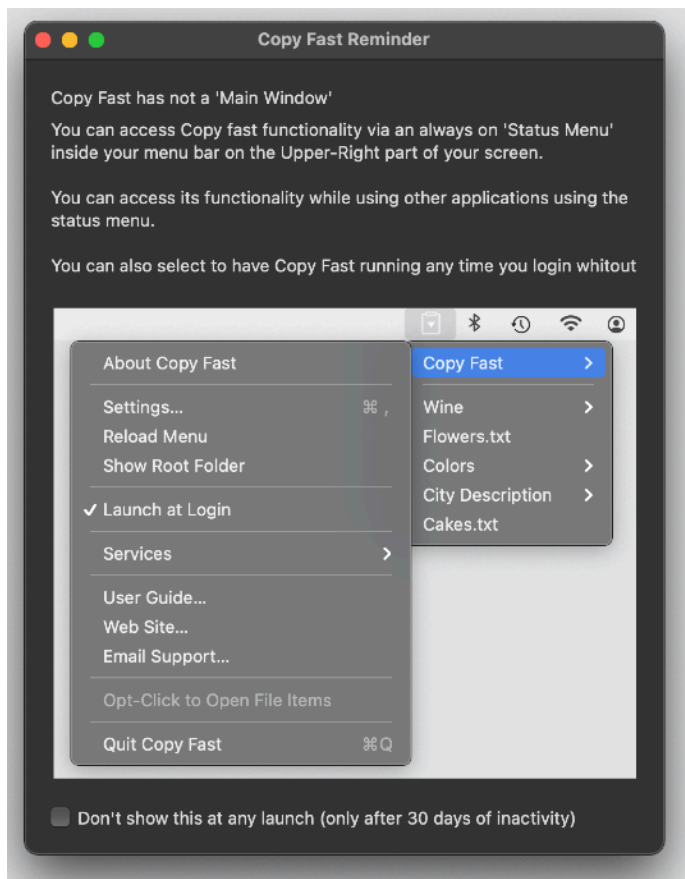 Copy Fast Reminder
Copy Fast has not a 'Main Window'
You can access Copy fast functionality via an always on 'Status Menu'
inside your menu bar on the Upper-Right part of your screen.
You can access its functionality while using other applications using the
status menu.
You can also select to have Copy Fast running any time you login whitout
About Copy Fast
Settings... ⌘ ,
Reload Menu
Show Root Folder
✓ Launch at Login
Services
User Guide...
Web Site...
Email Support...
Opt-Click to Open File Items
Quit Copy Fast ⌘Q
Copy Fast
Wine
Flowers.txt
Colors
City Description
Cakes.txt
Don't show this at any launch (only after 30 days of inactivity)